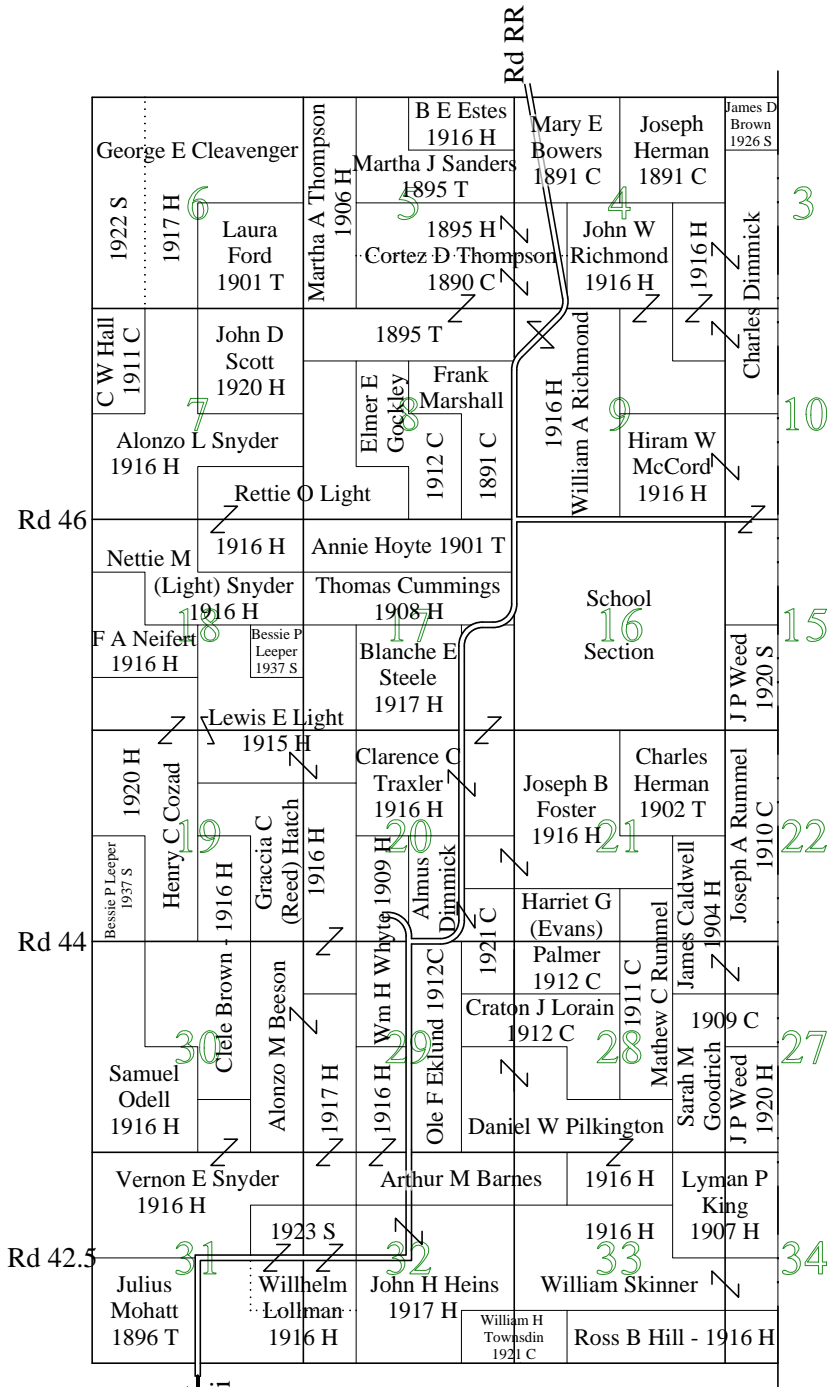 Rd RR
George E Cleavenger
1922 S
1917 H
6
Laura
Ford
1901 T
Martha A Thompson
1906 H
B E Estes
1916 H
Martha J Sanders
1895 T
5
1895 H
Cortez D Thompson
1890 C
Mary E
Bowers
1891 C
Joseph
Herman
1891 C
4
John W
Richmond
1916 H
1916 H
James D
Brown
1926 S
3
Charles Dimmick
C W Hall
1911 C
John D
Scott
1920 H
7
Alonzo L Snyder
1916 H
Rettie O Light
1895 T
Elmer E
Gockley
8
Frank
Marshall
1912 C
1891 C
1916 H
William A Richmond
9
Hiram W
McCord
1916 H
10
Rd 46
Nettie M
(Light) Snyder
1916 H
1916 H
Annie Hoyte 1901 T
Thomas Cummings
1908 H
18
17
F A Neifert
1916 H
Bessie P
Leeper
1937 S
Blanche E
Steele
1917 H
School
16
Section
15
J P Weed
1920 S
Lewis E Light
1915 H
1920 H
Henry C Cozad
19
Bessie P Leeper
1937 S
Clele Brown - 1916 H
Graccia C
(Reed) Hatch
1916 H
Clarence C
Traxler
1916 H
20
Wm H Whyte 1909 H
Almus
Dimmick
1921 C
Joseph B
Foster
1916 H
Charles
Herman
1902 T
21
Joseph A Rummel
1910 C
22
James Caldwell
1904 H
Harriet G
(Evans)
Palmer
1912 C
Rd 44
30
Samuel
Odell
1916 H
Alonzo M Beeson
1917 H
29
1916 H
Ole F Eklund 1912C
Craton J Lorain
1912 C
28
1911 C
Mathew C Rummel
1909 C
Sarah M
Goodrich
J P Weed
1920 H
27
Daniel W Pilkington
Vernon E Snyder
1916 H
Arthur M Barnes
1916 H
Lyman P
King
1907 H
1923 S
1916 H
Rd 42.5
31
32
33
34
Julius
Mohatt
1896 T
Willhelm
Lollman
1916 H
John H Heins
1917 H
William Skinner
William H
Townsdin
1921 C
Ross B Hill - 1916 H